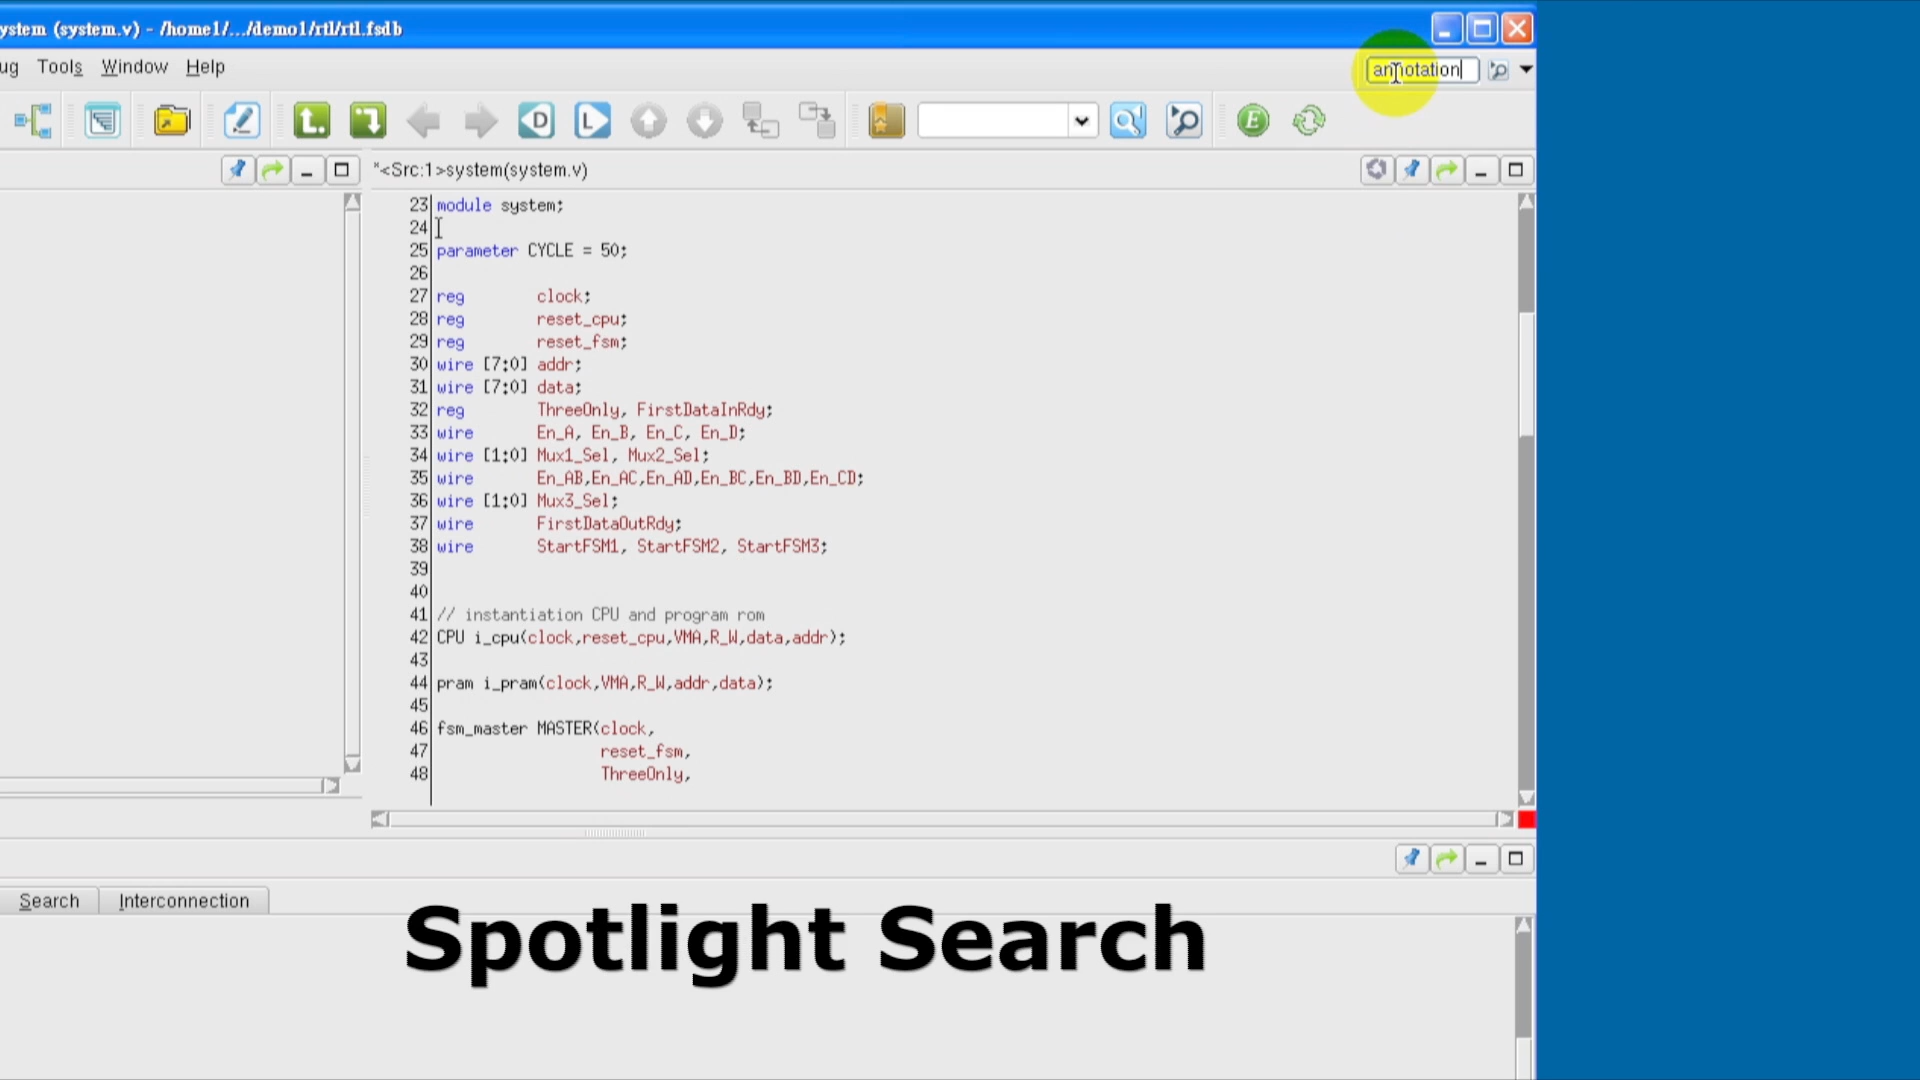 ystem (system.v) - /home1/.../demo1/rtl/rtl.fsdb
ug Tools Window Help
annotation
L D L E
*<Src:1>system(system.v)
23 module system;
24
25 parameter CYCLE = 50;
26
27 reg clock;
28 reg reset_cpu;
29 reg reset_fsm;
30 wire [7:0] addr;
31 wire [7:0] data;
32 reg ThreeOnly, FirstDataInRdy;
33 wire En_A, En_B, En_C, En_D;
34 wire [1:0] Mux1_Sel, Mux2_Sel;
35 wire En_AB,En_AC,En_AD,En_BC,En_BD,En_CD;
36 wire [1:0] Mux3_Sel;
37 wire FirstDataOutRdy;
38 wire StartFSM1, StartFSM2, StartFSM3;
39
40
41 // instantiation CPU and program rom
42 CPU i_cpu(clock,reset_cpu,VMA,R_W,data,addr);
43
44 pram i_pram(clock,VMA,R_W,addr,data);
45
46 fsm_master MASTER(clock,
47 reset_fsm,
48 ThreeOnly,
Search Interconnection
Spotlight Search